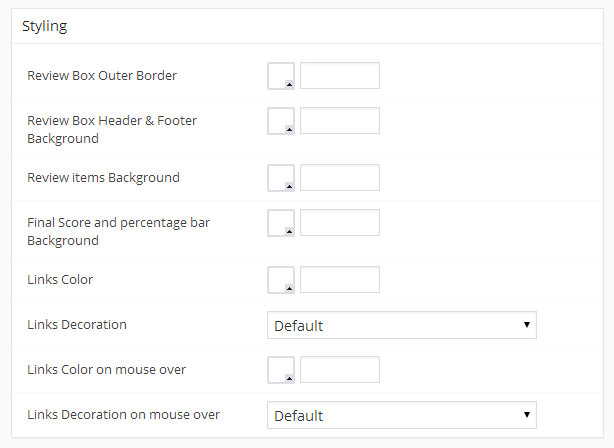 Styling
Review Box Outer Border
Review Box Header & Footer
Background
Review items Background
Final Score and percentage bar
Background
Links Color
Links Decoration
Default
Links Color on mouse over
Links Decoration on mouse over
Default